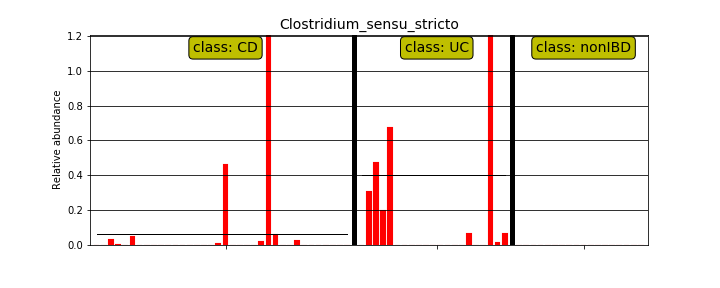 Clostridium_sensu_stricto
class: CD
class: UC
class: nonIBD
Relative abundance
1.2
1.0
0.8
0.6
0.4
0.2
0.0